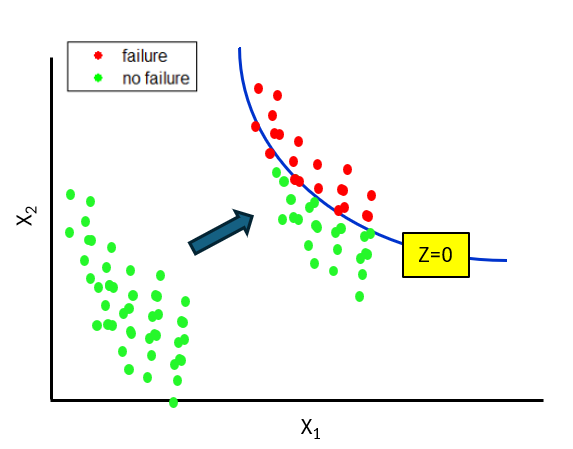 failure
no failure
X₂
Z=0
X₁